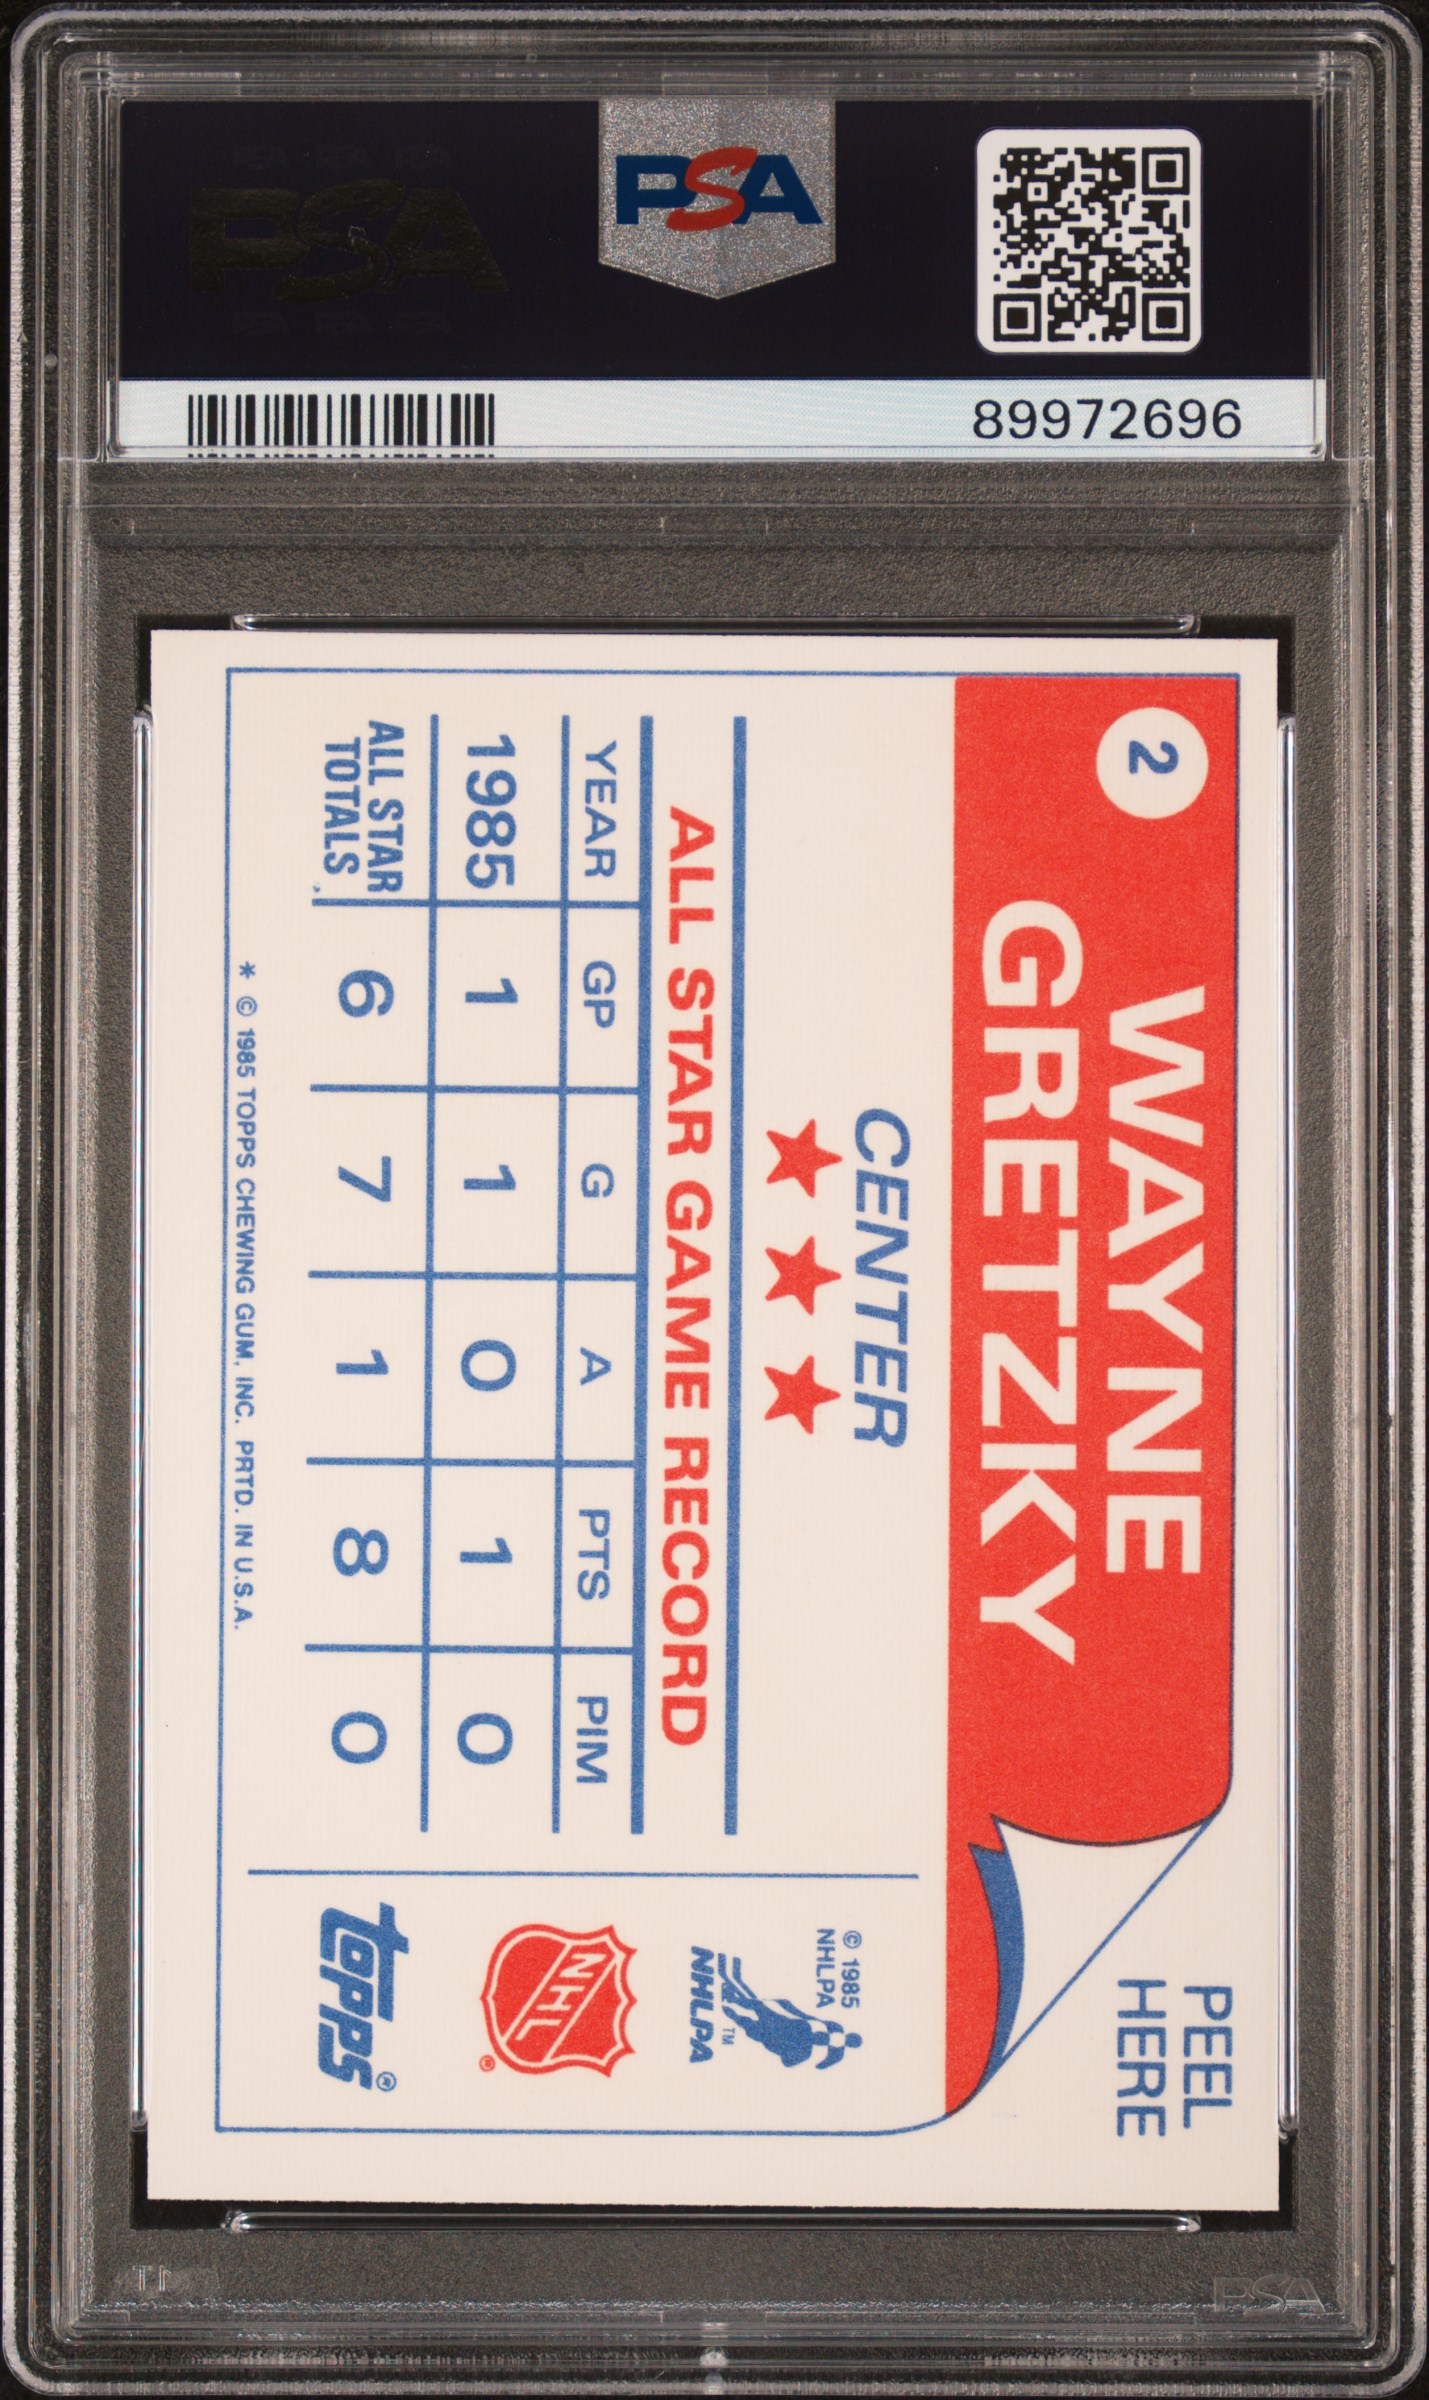 PSA
PSA
89972696
2
WAYNE
GRETZKY
PEEL
HERE
CENTER
ALL STAR GAME RECORD
YEAR GP G A PTS PIM
1985 1 1 0 1 0
ALL STAR
TOTALS 6 7 1 8 0
© 1985
NHLPA
NHLPA™
NHL®
topps®
* © 1985 TOPPS CHEWING GUM, INC. PRTD. IN U.S.A.
PSA